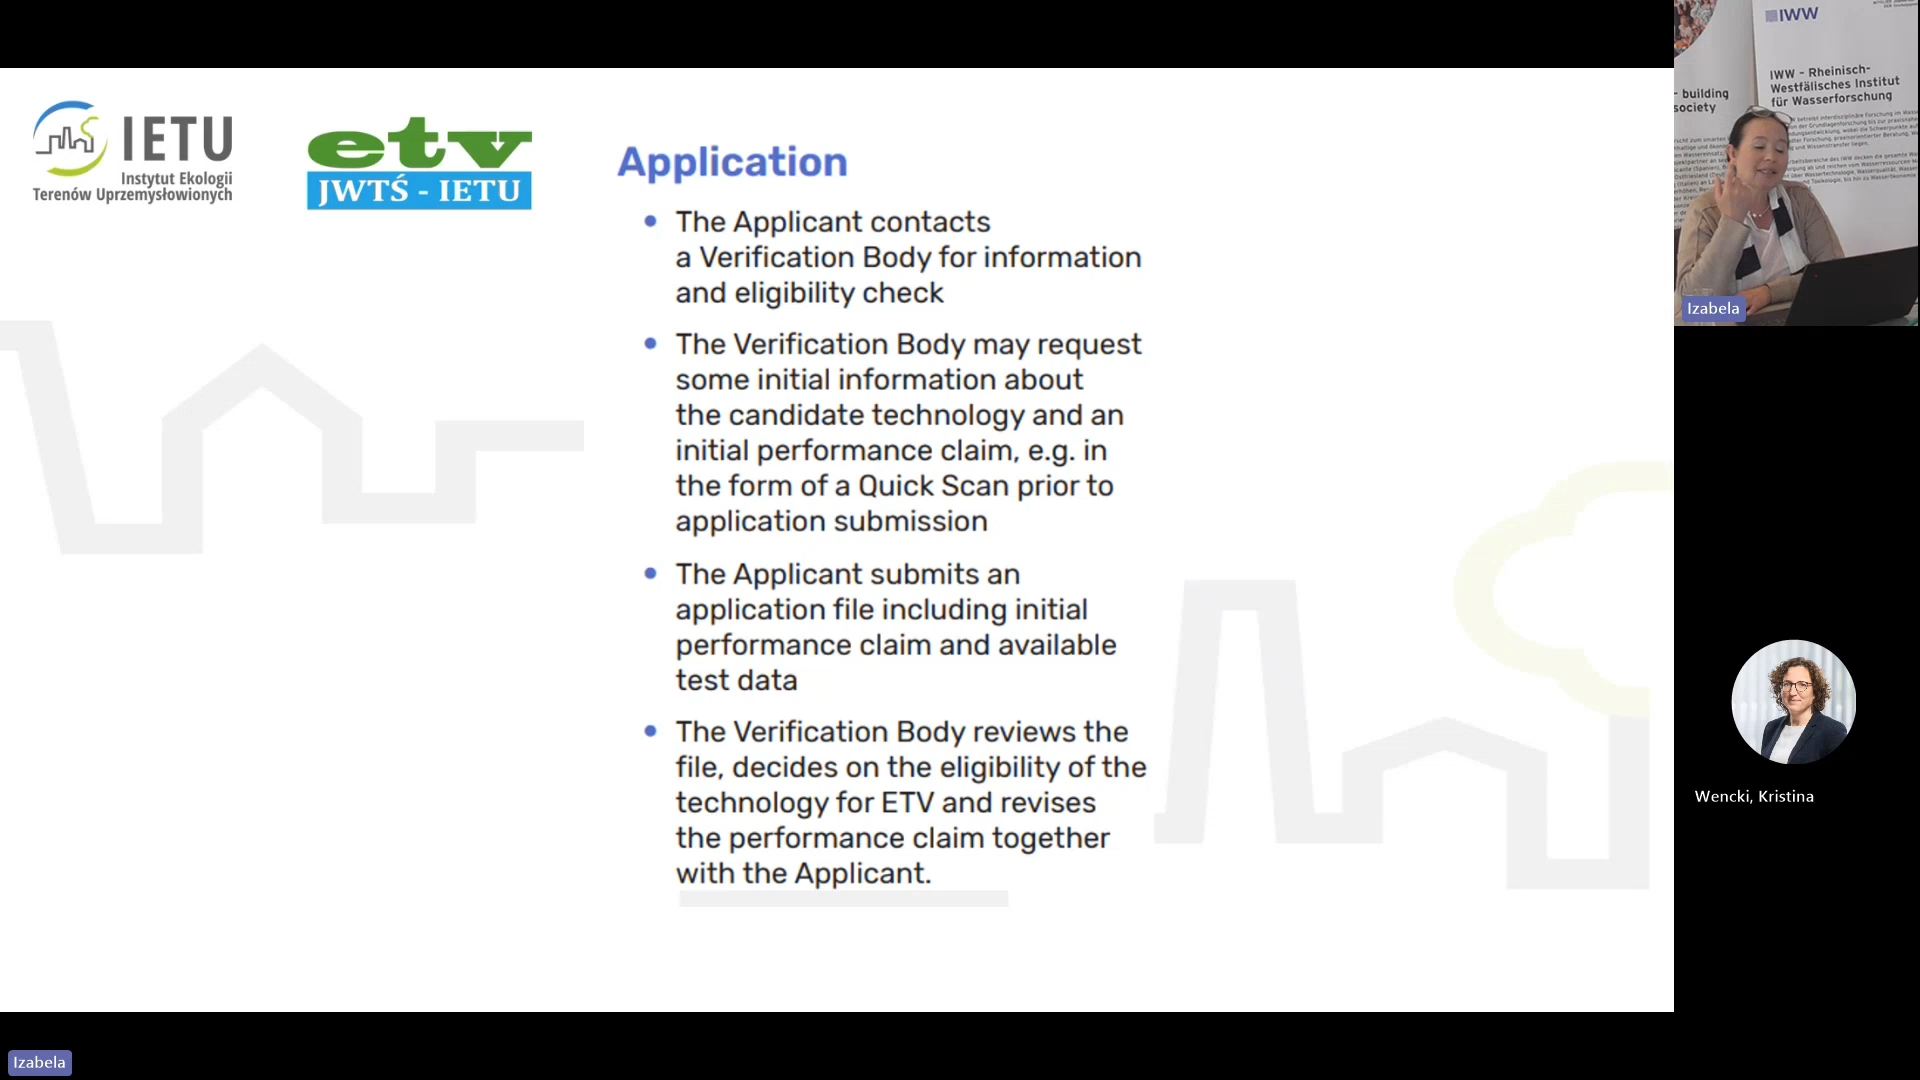 IETU
Instytut Ekologii
Terenów Uprzemysłowionych
etv
JWTŚ - IETU
Application
• The Applicant contacts
a Verification Body for information
and eligibility check
• The Verification Body may request
some initial information about
the candidate technology and an
initial performance claim, e.g. in
the form of a Quick Scan prior to
application submission
• The Applicant submits an
application file including initial
performance claim and available
test data
• The Verification Body reviews the
file, decides on the eligibility of the
technology for ETV and revises
the performance claim together
with the Applicant.
IWW
IWW - Rheinisch-
Westfälisches Institut
für Wasserforschung
building
society
Izabela
Wencki, Kristina
Izabela